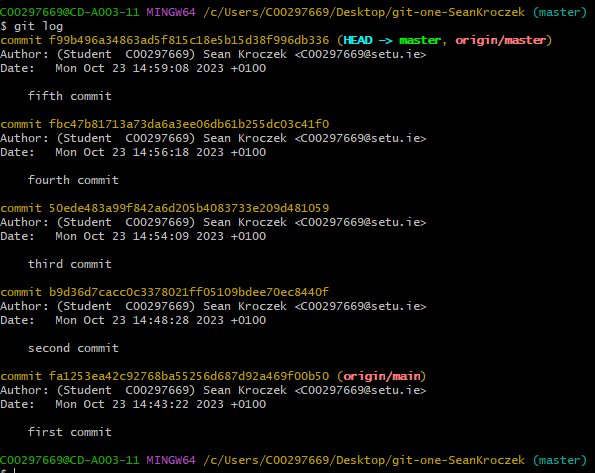 C00297669@CD-A003-11 MINGW64 /c/Users/C00297669/Desktop/git-one-SeanKroczek (master)
$ git log
commit f99b496a34863ad5f815c18e5b15d38f996db336 (HEAD -> master, origin/master)
Author: (Student  C00297669) Sean Kroczek <C00297669@setu.ie>
Date:   Mon Oct 23 14:59:08 2023 +0100
    fifth commit
commit fbc47b81713a73da6a3ee06db61b255dc03c41f0
Author: (Student  C00297669) Sean Kroczek <C00297669@setu.ie>
Date:   Mon Oct 23 14:56:18 2023 +0100
    fourth commit
commit 50ede483a99f842a6d205b4083733e209d481059
Author: (Student  C00297669) Sean Kroczek <C00297669@setu.ie>
Date:   Mon Oct 23 14:54:09 2023 +0100
    third commit
commit b9d36d7cacc0c3378021ff05109bdee70ec8440f
Author: (Student  C00297669) Sean Kroczek <C00297669@setu.ie>
Date:   Mon Oct 23 14:48:28 2023 +0100
    second commit
commit fa1253ea42c92768ba55256d687d92a469f00b50 (origin/main)
Author: (Student  C00297669) Sean Kroczek <C00297669@setu.ie>
Date:   Mon Oct 23 14:43:22 2023 +0100
    first commit
C00297669@CD-A003-11 MINGW64 /c/Users/C00297669/Desktop/git-one-SeanKroczek (master)
$